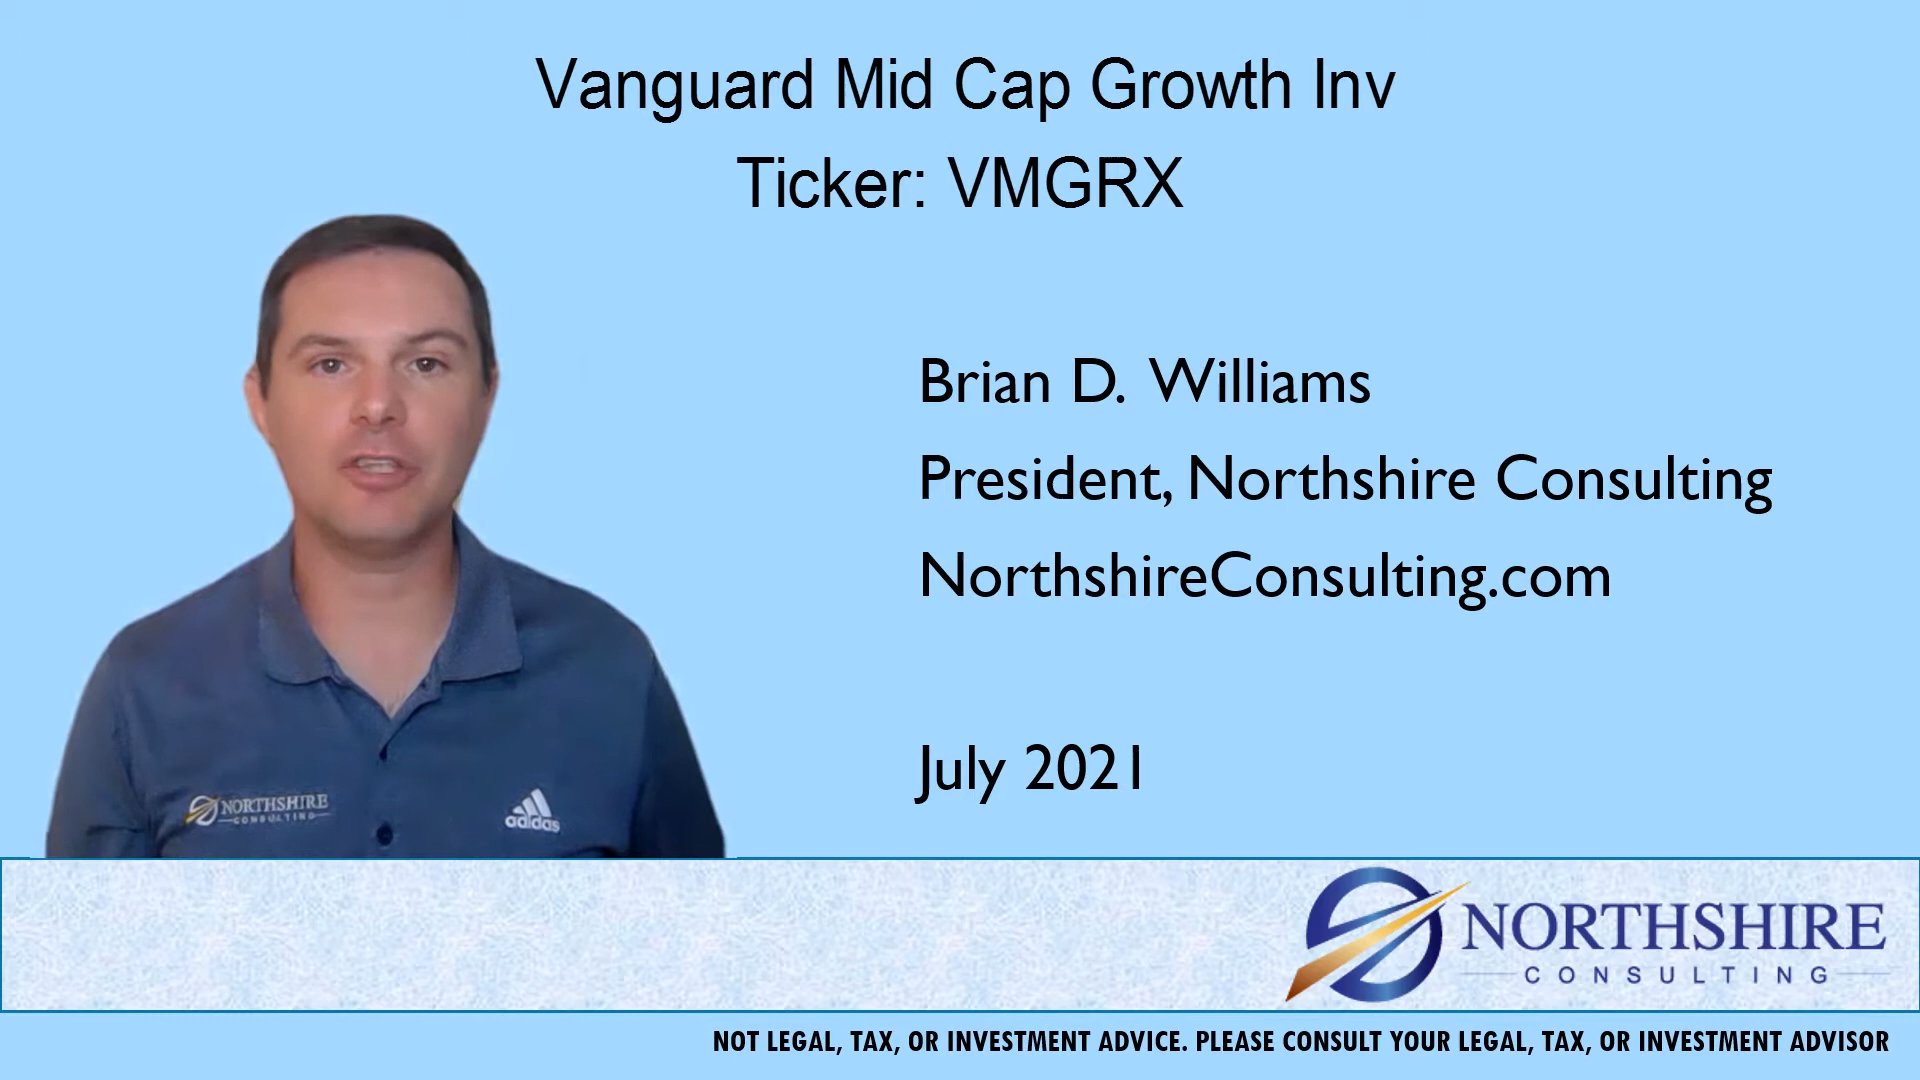 Vanguard Mid Cap Growth Inv
Ticker: VMGRX
Brian D. Williams
President, Northshire Consulting
NorthshireConsulting.com
July 2021
NORTHSHIRE
CONSULTING
adidas
NORTHSHIRE
CONSULTING
NOT LEGAL, TAX, OR INVESTMENT ADVICE. PLEASE CONSULT YOUR LEGAL, TAX, OR INVESTMENT ADVISOR